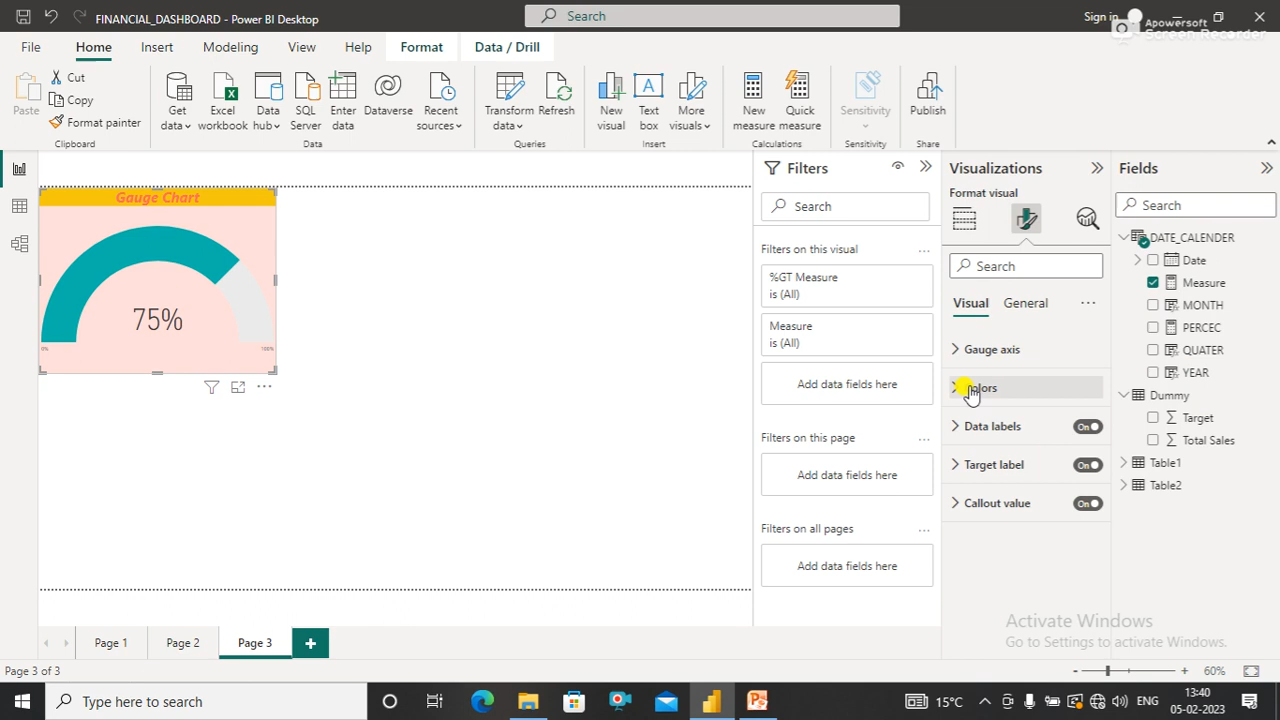 FINANCIAL_DASHBOARD - Power BI Desktop
Search
Sign in
Apowersoft
Screen Recorder
File
Home
Insert
Modeling
View
Help
Format
Data / Drill
Paste
Cut
Copy
Format painter
Clipboard
Get data
Excel workbook
Data hub
SQL Server
Enter data
Dataverse
Recent sources
Data
Transform data
Refresh
Queries
New visual
Text box
More visuals
Insert
New measure
Quick measure
Calculations
Sensitivity
Sensitivity
Publish
Share
Gauge Chart
75%
0%
100%
Filters
Search
Filters on this visual
...
%GT Measure
is (All)
Measure
is (All)
Add data fields here
Filters on this page
...
Add data fields here
Filters on all pages
...
Add data fields here
Visualizations
Format visual
Search
Visual
General
...
Gauge axis
Data labels
On
Target label
On
Callout value
On
Fields
Search
DATE_CALENDER
Date
Measure
MONTH
PERCEC
QUATER
YEAR
Dummy
Target
Total Sales
Table1
Table2
Activate Windows
Go to Settings to activate Windows.
Page 1
Page 2
Page 3
Page 3 of 3
60%
Type here to search
15°C
ENG
13:40
05-02-2023